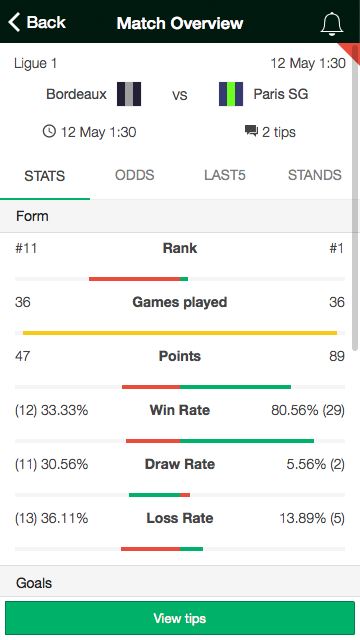 Back Match Overview
Ligue 1 12 May 1:30
Bordeaux vs Paris SG
12 May 1:30 2 tips
STATS ODDS LAST5 STANDS
Form
#11 Rank #1
36 Games played 36
47 Points 89
(12) 33.33% Win Rate 80.56% (29)
(11) 30.56% Draw Rate 5.56% (2)
(13) 36.11% Loss Rate 13.89% (5)
Goals
View tips